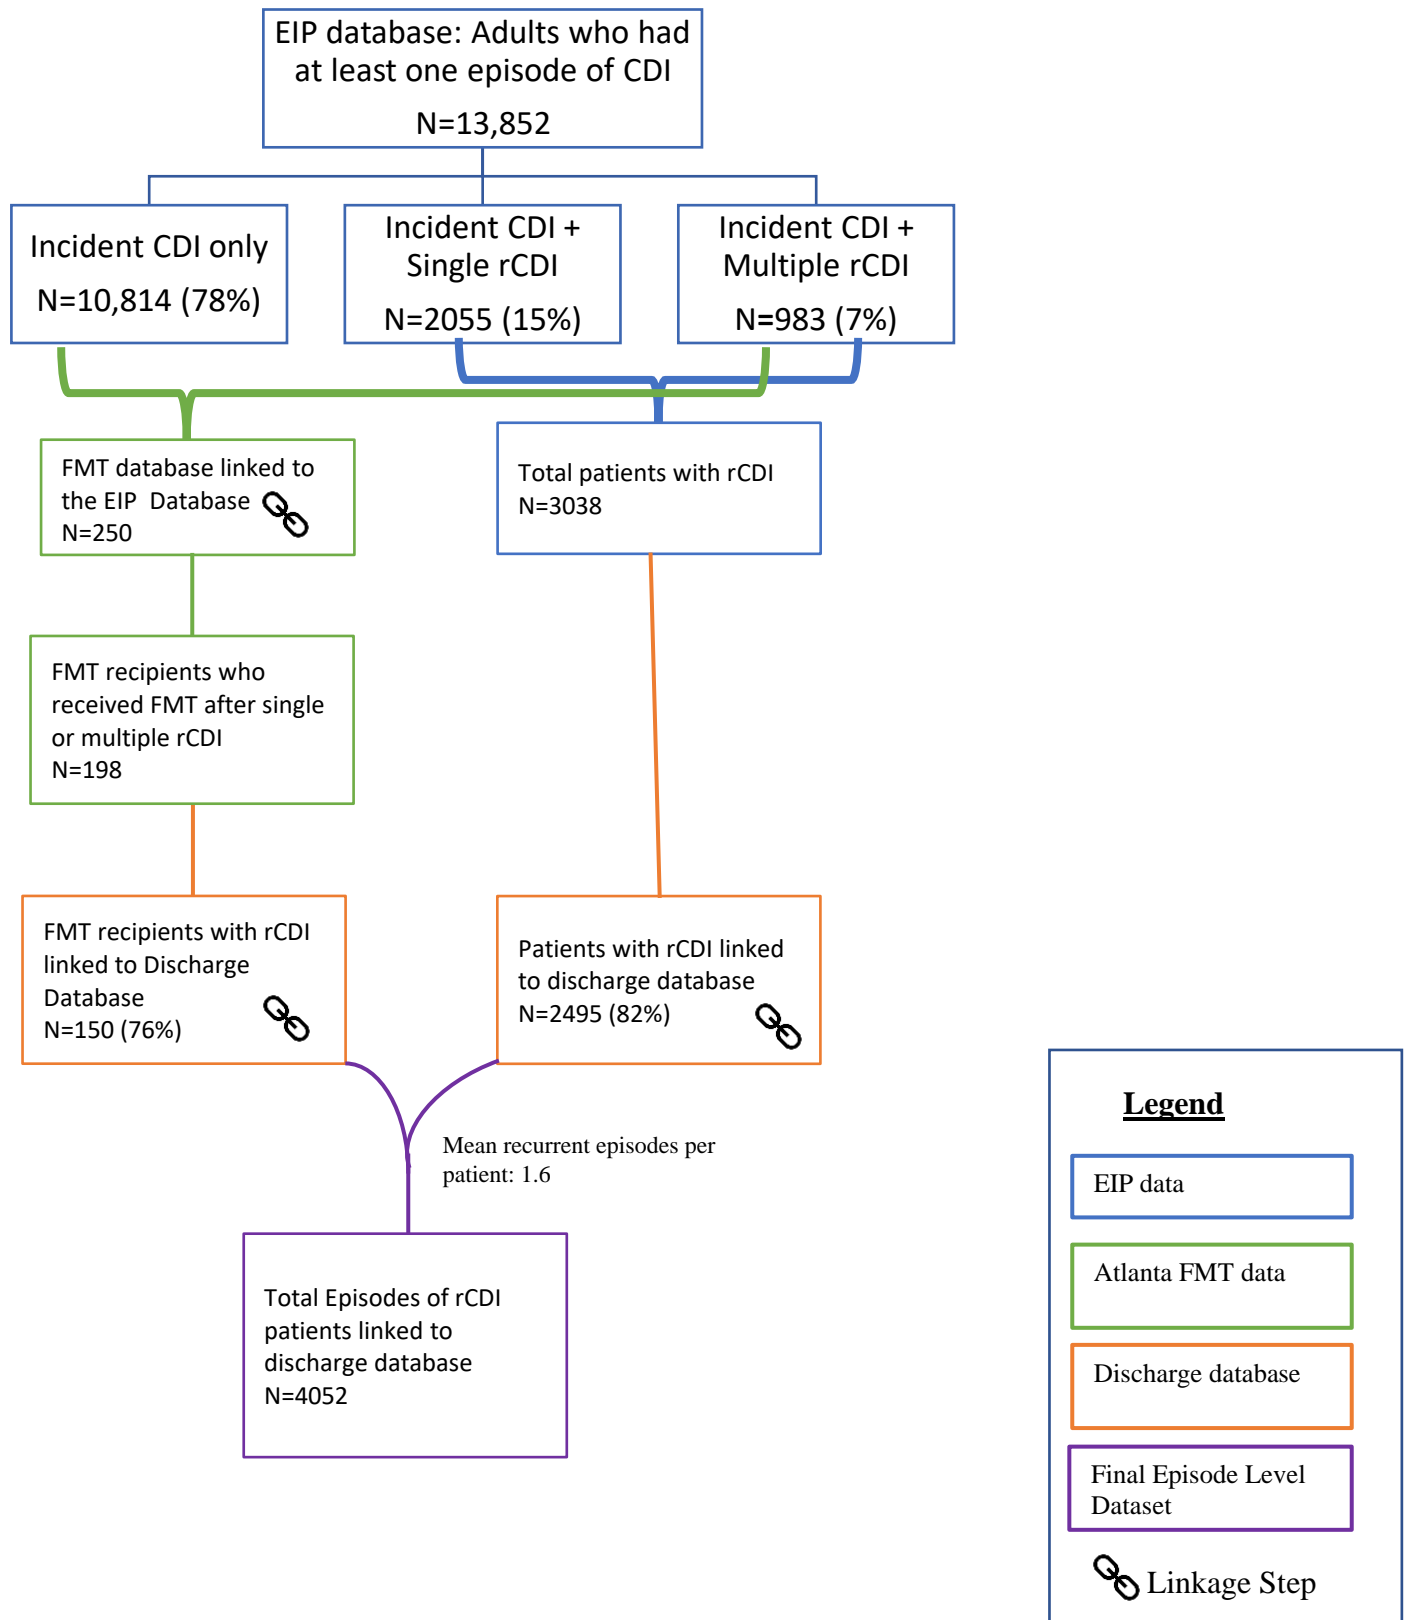 EIP database: Adults who had
at least one episode of CDI
N=13,852
Incident CDI only
N=10,814 (78%)
Incident CDI +
Single rCDI
N=2055 (15%)
Incident CDI +
Multiple rCDI
N=983 (7%)
FMT database linked to
the EIP Database
N=250
Total patients with rCDI
N=3038
FMT recipients who
received FMT after single
or multiple rCDI
N=198
FMT recipients with rCDI
linked to Discharge
Database
N=150 (76%)
Patients with rCDI linked
to discharge database
N=2495 (82%)
Mean recurrent episodes per
patient: 1.6
Total Episodes of rCDI
patients linked to
discharge database
N=4052
Legend
EIP data
Atlanta FMT data
Discharge database
Final Episode Level
Dataset
Linkage Step